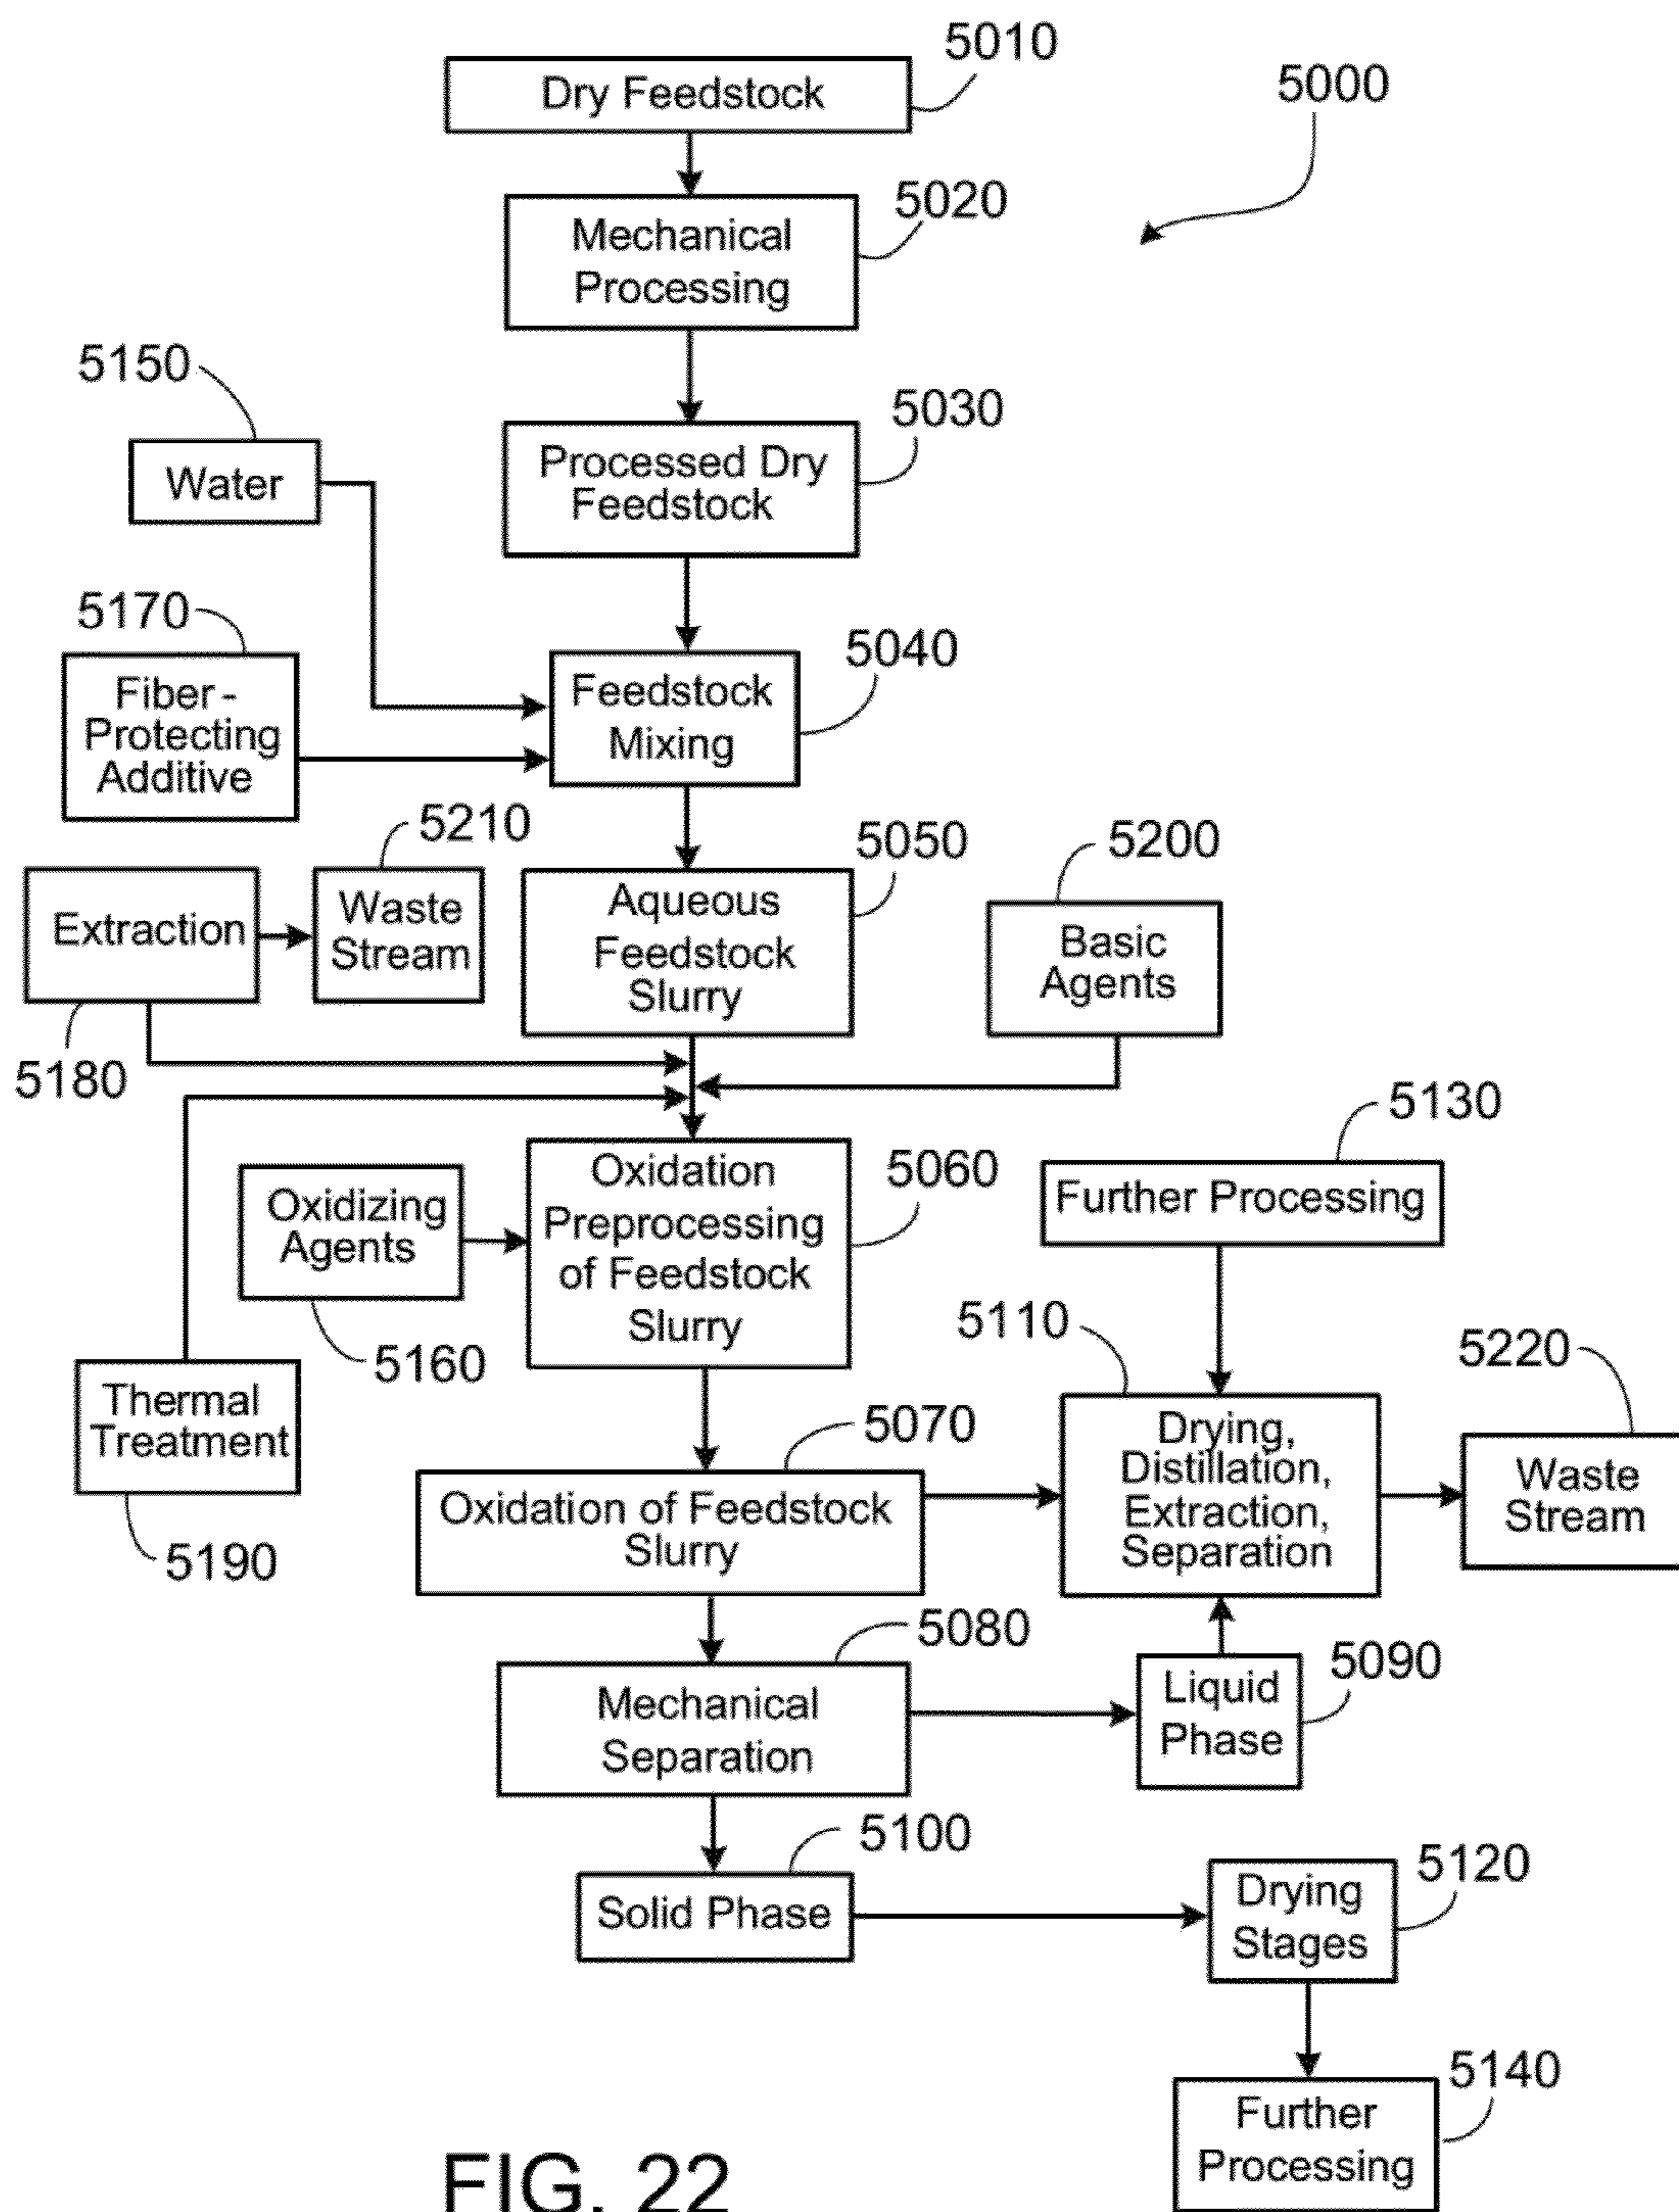 5010
Dry Feedstock
5000
5020
Mechanical
Processing
5150
5030
Water
Processed Dry
Feedstock
5170
5040
Fiber-
Protecting
Additive
Feedstock
Mixing
5210
5050
5200
Extraction
Waste
Stream
Aqueous
Feedstock
Slurry
Basic
Agents
5180
5130
Oxidizing
Agents
Oxidation
Preprocessing
of Feedstock
Slurry
5060
Further Processing
5110
5160
5220
Thermal
Treatment
5070
Drying,
Distillation,
Extraction,
Separation
Waste
Stream
Oxidation of Feedstock
Slurry
5190
5080
5090
Mechanical
Separation
Liquid
Phase
5100
5120
Solid Phase
Drying
Stages
5140
Further
Processing
FIG. 22